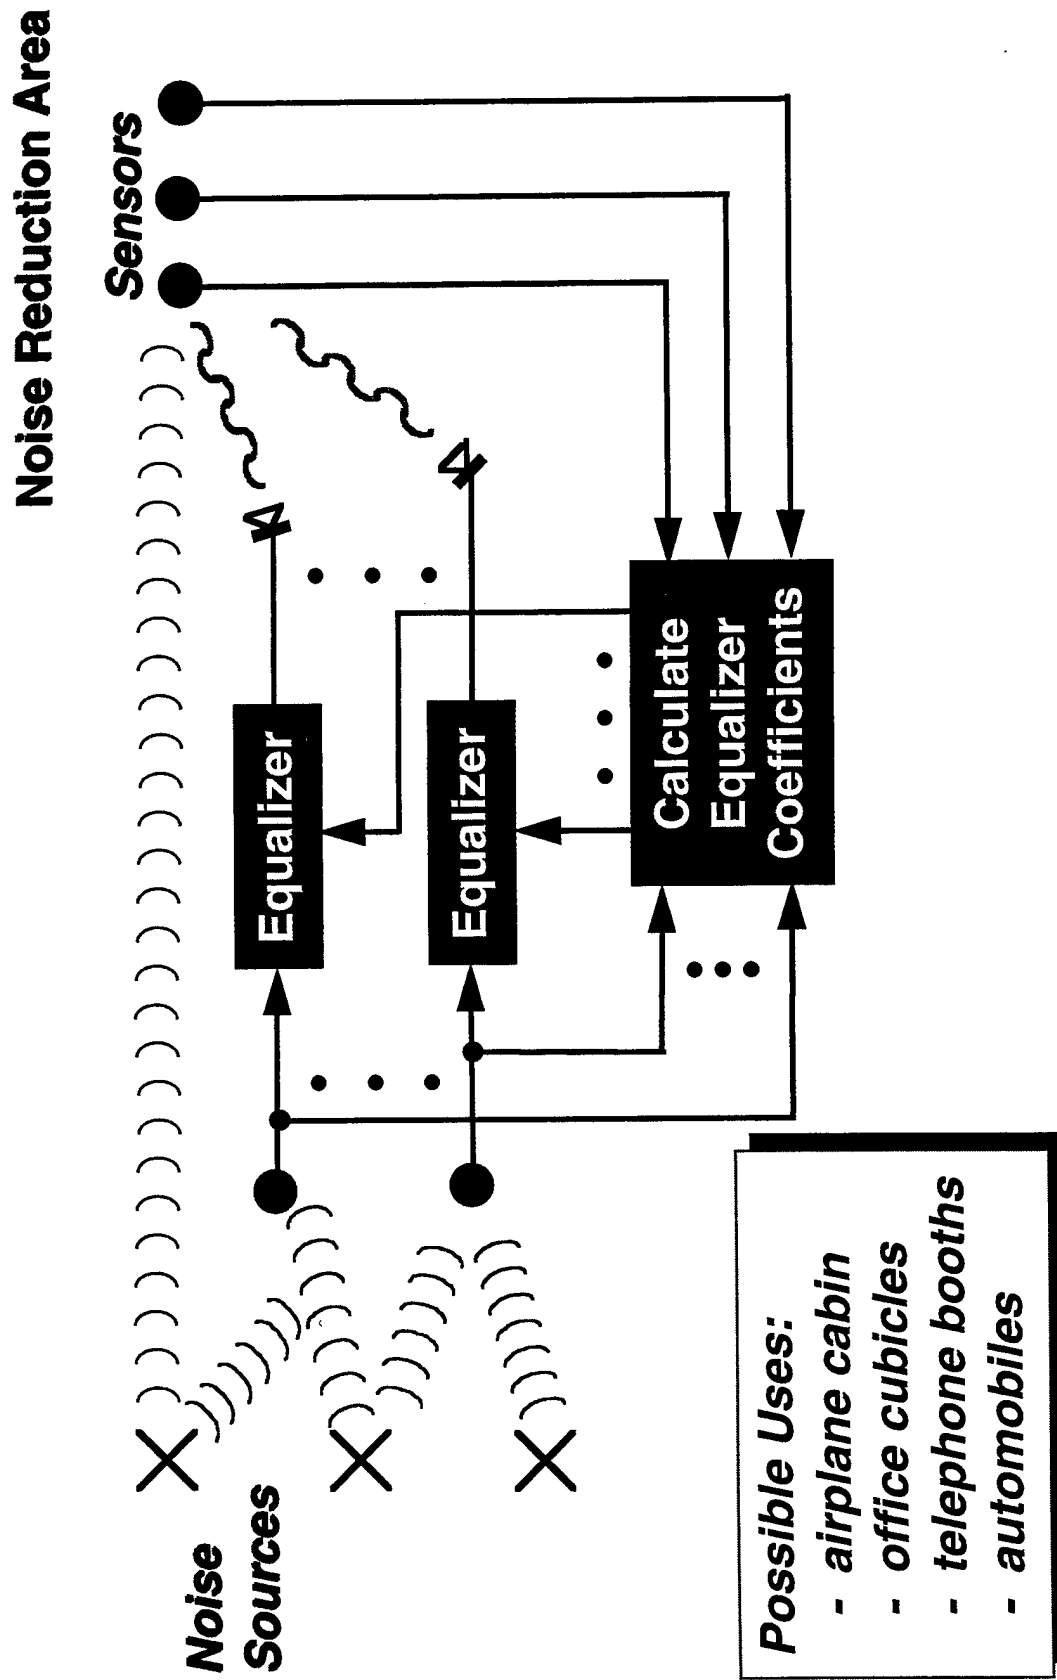 Noise Reduction Area
Sensors
Equalizer
Equalizer
Calculate
Equalizer
Coefficients
Noise
Sources
Possible Uses:
- airplane cabin
- office cubicles
- telephone booths
- automobiles